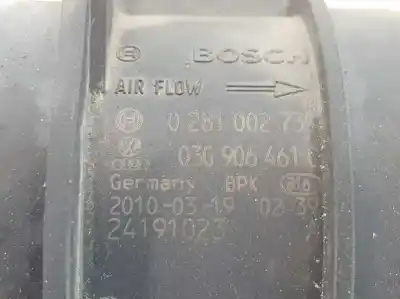 BOSCH
AIR FLOW
0 281 002 73
03G 906 461 C
Germany BPK
2010-03-19 02:39
24191023